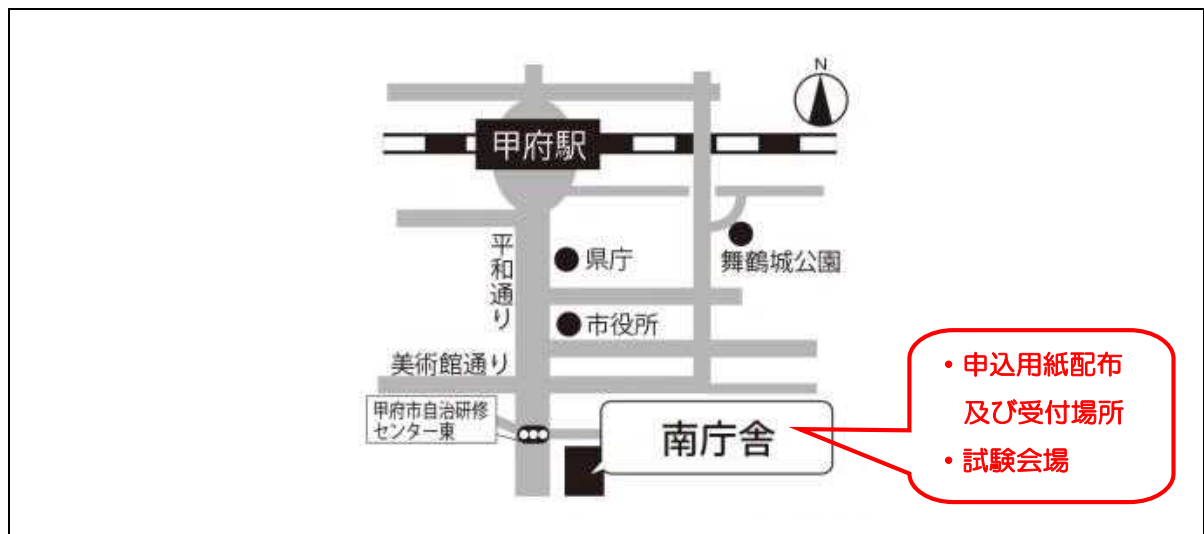 N
甲府駅
平和通り
県庁
舞鶴城公園
市役所
美術館通り
甲府市自治研修
センター東
南庁舎
・申込用紙配布
及び受付場所
・試験会場